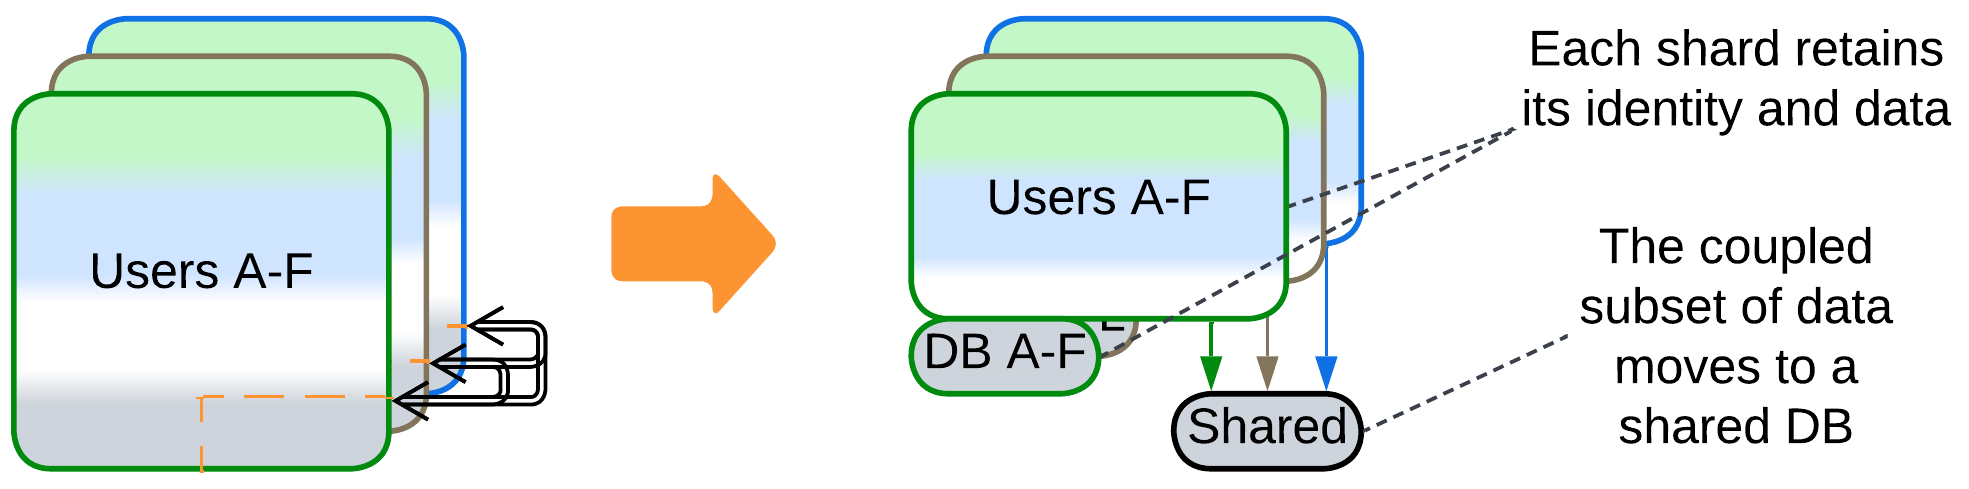 Users A-F
Users A-F
DB A-F
Shared
Each shard retains
its identity and data
The coupled
subset of data
moves to a
shared DB